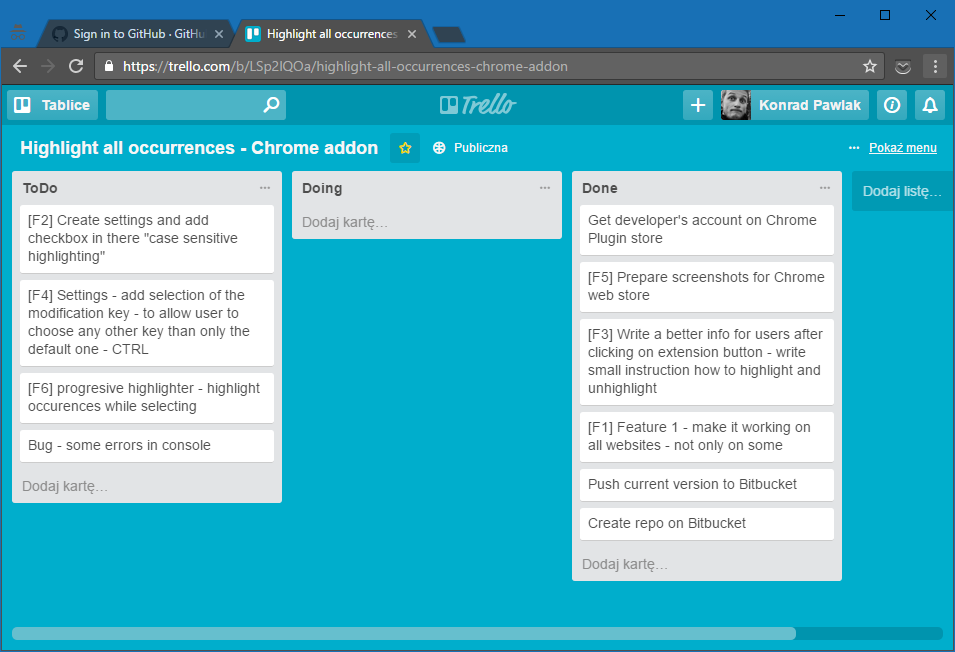 Sign in to GitHub · GitHu
Highlight all occurrences
https://trello.com/b/LSp2lQOa/highlight-all-occurrences-chrome-addon
Tablice
Trello
Konrad Pawlak
Highlight all occurrences - Chrome addon
Publiczna
Pokaż menu
ToDo
[F2] Create settings and add
checkbox in there "case sensitive
highlighting"
[F4] Settings - add selection of the
modification key - to allow user to
choose any other key than only the
default one - CTRL
[F6] progresive highlighter - highlight
occurences while selecting
Bug - some errors in console
Dodaj kartę...
Doing
Dodaj kartę...
Done
Get developer's account on Chrome
Plugin store
[F5] Prepare screenshots for Chrome
web store
[F3] Write a better info for users after
clicking on extension button - write
small instruction how to highlight and
unhighlight
[F1] Feature 1 - make it working on
all websites - not only on some
Push current version to Bitbucket
Create repo on Bitbucket
Dodaj kartę...
Dodaj listę...